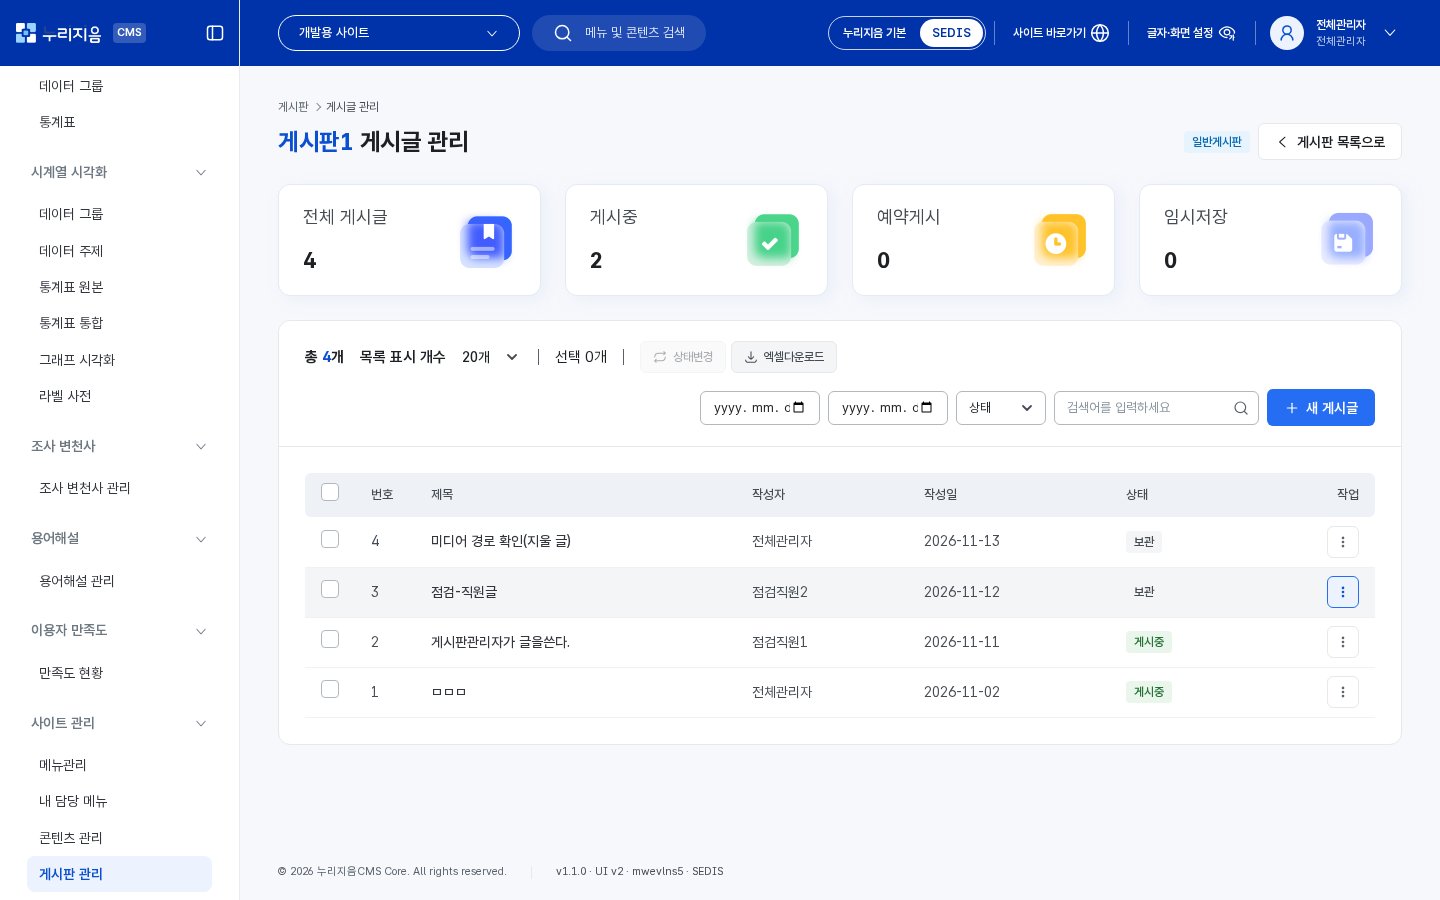 누리지음 CMS
개발용 사이트
메뉴 및 콘텐츠 검색
누리지음 기본 SEDIS
사이트 바로가기
글자·화면 설정
전체관리자
전체관리자
데이터 그룹
통계표
시계열 시각화
데이터 그룹
데이터 주제
통계표 원본
통계표 통합
그래프 시각화
라벨 사전
조사 변천사
조사 변천사 관리
용어해설
용어해설 관리
이용자 만족도
만족도 현황
사이트 관리
메뉴관리
내 담당 메뉴
콘텐츠 관리
게시판 관리
게시판 > 게시글 관리
게시판1 게시글 관리
일반게시판
게시판 목록으로
전체 게시글
4
게시중
2
예약게시
0
임시저장
0
총 4개 목록 표시 개수 20개 선택 0개 상태변경 엑셀다운로드
yyyy. mm. d yyyy. mm. d 상태 검색어를 입력하세요 + 새 게시글
번호 제목 작성자 작성일 상태 작업
4 미디어 경로 확인(지울 글) 전체관리자 2026-11-13 보관
3 점검-직원글 점검직원2 2026-11-12 보관
2 게시판관리자가 글을쓴다. 점검직원1 2026-11-11 게시중
1 ㅁㅁㅁ 전체관리자 2026-11-02 게시중
© 2026 누리지음CMS Core. All rights reserved. v1.1.0 · UI v2 · mwevlns5 · SEDIS